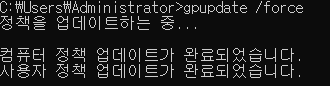 C:₩Users₩Administrator>gpupdate /force
정책을 업데이트하는 중...
컴퓨터 정책 업데이트가 완료되었습니다.
사용자 정책 업데이트가 완료되었습니다.